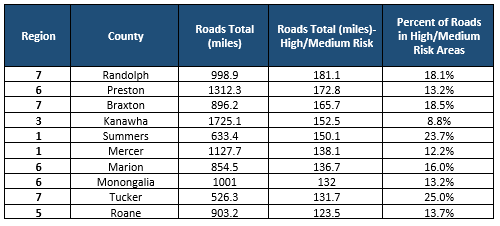 Region County Roads Total (miles) Roads Total (miles)-High/Medium Risk Percent of Roads in High/Medium Risk Areas
7 Randolph 998.9 181.1 18.1%
6 Preston 1312.3 172.8 13.2%
7 Braxton 896.2 165.7 18.5%
3 Kanawha 1725.1 152.5 8.8%
1 Summers 633.4 150.1 23.7%
1 Mercer 1127.7 138.1 12.2%
6 Marion 854.5 136.7 16.0%
6 Monongalia 1001 132 13.2%
7 Tucker 526.3 131.7 25.0%
5 Roane 903.2 123.5 13.7%